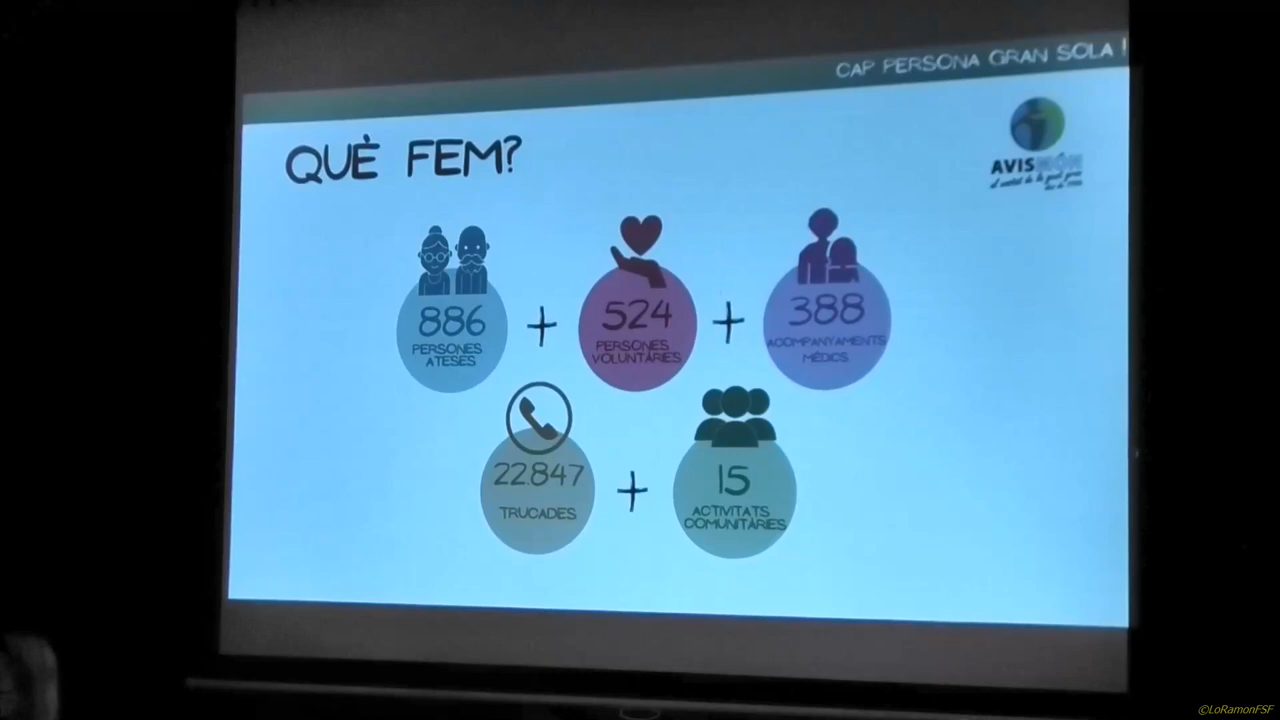 CAP PERSONA GRAN SOLA !
QUÈ FEM?
AVISMÓN
886
PERSONES
ATESES
+
524
PERSONES
VOLUNTÀRIES
+
388
ACOMPANYAMENTS
MÈDICS
22.847
TRUCADES
+
15
ACTIVITATS
COMUNITÀRIES
©LoRamonFSF